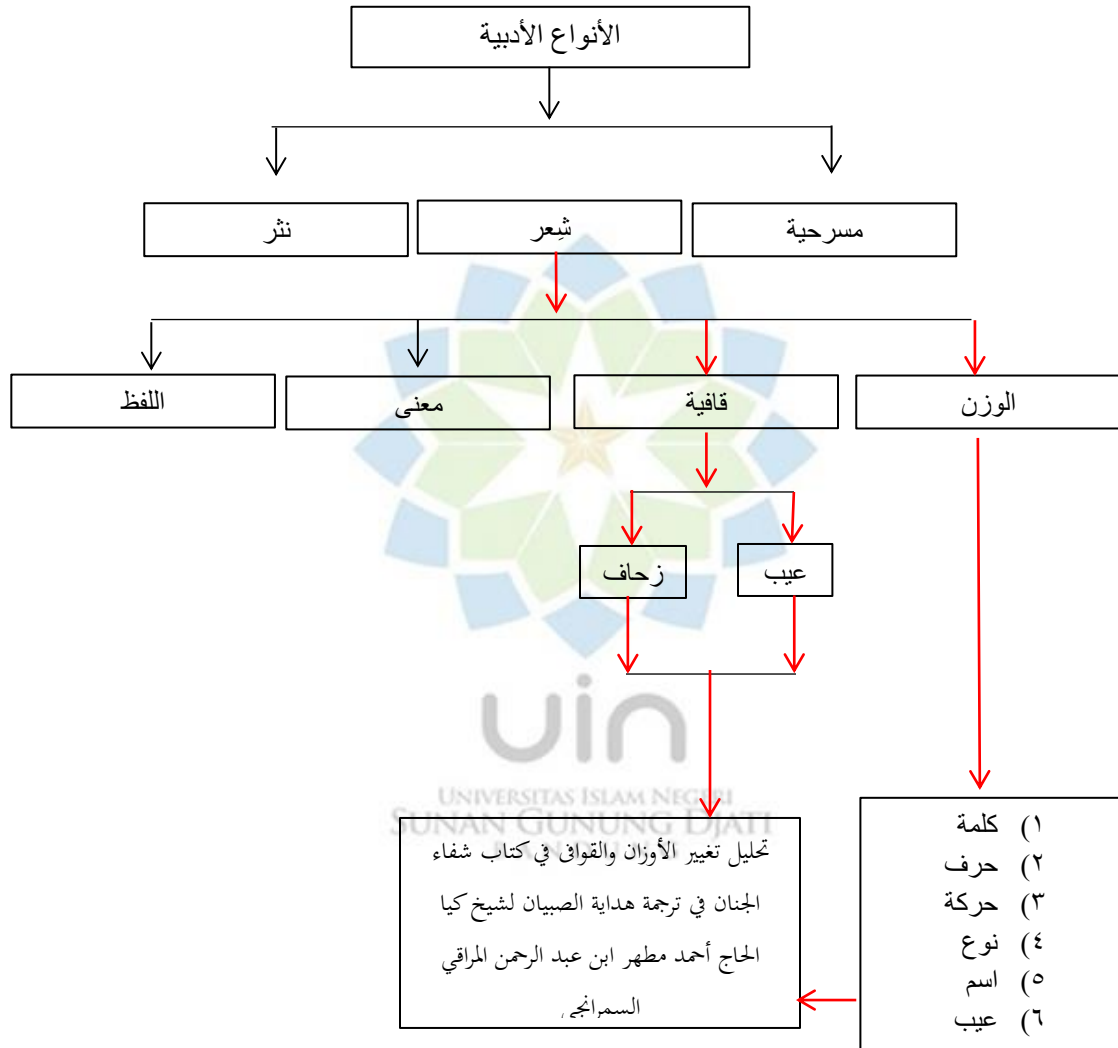 الأنواع الأدبية
مسرحية
شِعر
نثر
الوزن
قافية
معنى
اللفظ
عيب
زحاف
uin
UNIVERSITAS ISLAM NEGERI
SUNAN GUNUNG DJATI
تحليل تغيير الأوزان والقوافى في كتاب شفاء
الجنان في ترجمة هداية الصبيان لشيخ كيا
الحاج أحمد مطهر ابن عبد الرحمن المراقي
السمرانجي
١) كلمة
٢) حرف
٣) حركة
٤) نوع
٥) اسم
٦) عيب